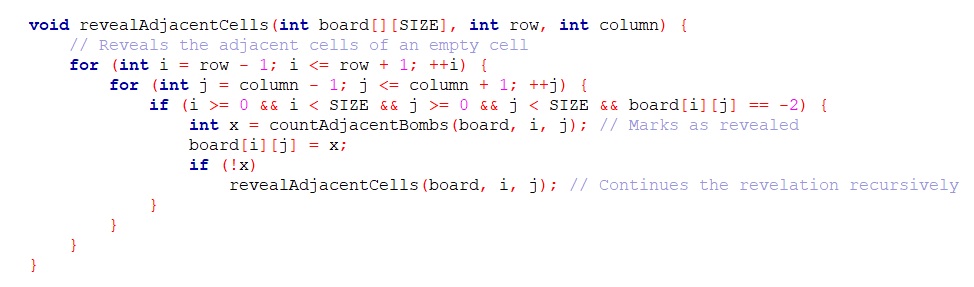 void revealAdjacentCells(int board[][SIZE], int row, int column) {
    // Reveals the adjacent cells of an empty cell
    for (int i = row - 1; i <= row + 1; ++i) {
        for (int j = column - 1; j <= column + 1; ++j) {
            if (i >= 0 && i < SIZE && j >= 0 && j < SIZE && board[i][j] == -2) {
                int x = countAdjacentBombs(board, i, j); // Marks as revealed
                board[i][j] = x;
                if (!x)
                    revealAdjacentCells(board, i, j); // Continues the revelation recursively
            }
        }
    }
}